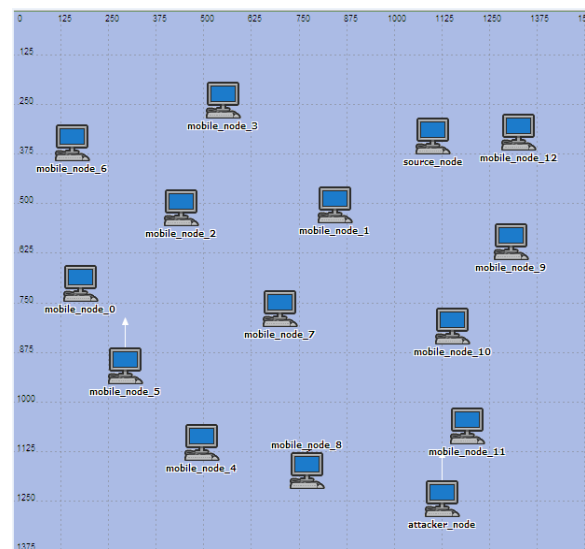 0 125 250 375 500 625 750 875 1000 1125 1250 1375
125
250
mobile_node_3
375
mobile_node_6
source_node
mobile_node_12
500
mobile_node_2
mobile_node_1
625
mobile_node_9
750
mobile_node_0
mobile_node_7
mobile_node_10
875
mobile_node_5
1000
mobile_node_8
1125
mobile_node_11
mobile_node_4
1250
attacker_node
1375